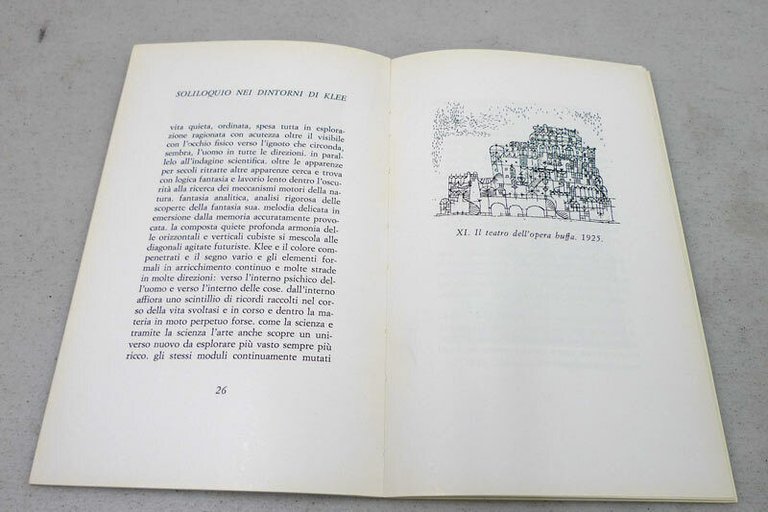 SOLILOQUIO NEI DINTORNI DI KLEE
vita quieta, ordinata, spesa tutta in esplora-
zione ragionata con acutezza oltre il visibile
con l'occhio fisico verso l'ignoto che circonda,
sembra, l'uomo in tutte le direzioni. in paral-
lelo all'indagine scientifica. oltre le apparenze
per secoli ritratte altre apparenze cerca e trova
con logica fantasia e lavorio lento dentro l'oscu-
rità alla ricerca dei meccanismi motori della na-
tura. fantasia analitica, analisi rigorosa delle
scoperte della fantasia sua. melodia delicata in
emersione dalla memoria accuratamente provo-
cata. la composta quiete profonda armonia del-
le orizzontali e verticali cubiste si mescola alle
diagonali agitate futuriste. Klee e il colore com-
penetrati e il segno vario e gli elementi for-
mali in arricchimento continuo e molte strade
in molte direzioni: verso l'interno psichico del-
l'uomo e verso l'interno delle cose. dall'interno
affiora uno scintillio di ricordi raccolti nel cor-
so della vita svoltasi e in corso e dentro la ma-
teria in moto perpetuo forse. come la scienza e
tramite la scienza l'arte anche scopre un uni-
verso nuovo da esplorare più vasto sempre più
ricco. gli stessi moduli continuamente mutati
26
XI. Il teatro dell'opera buffa. 1925.